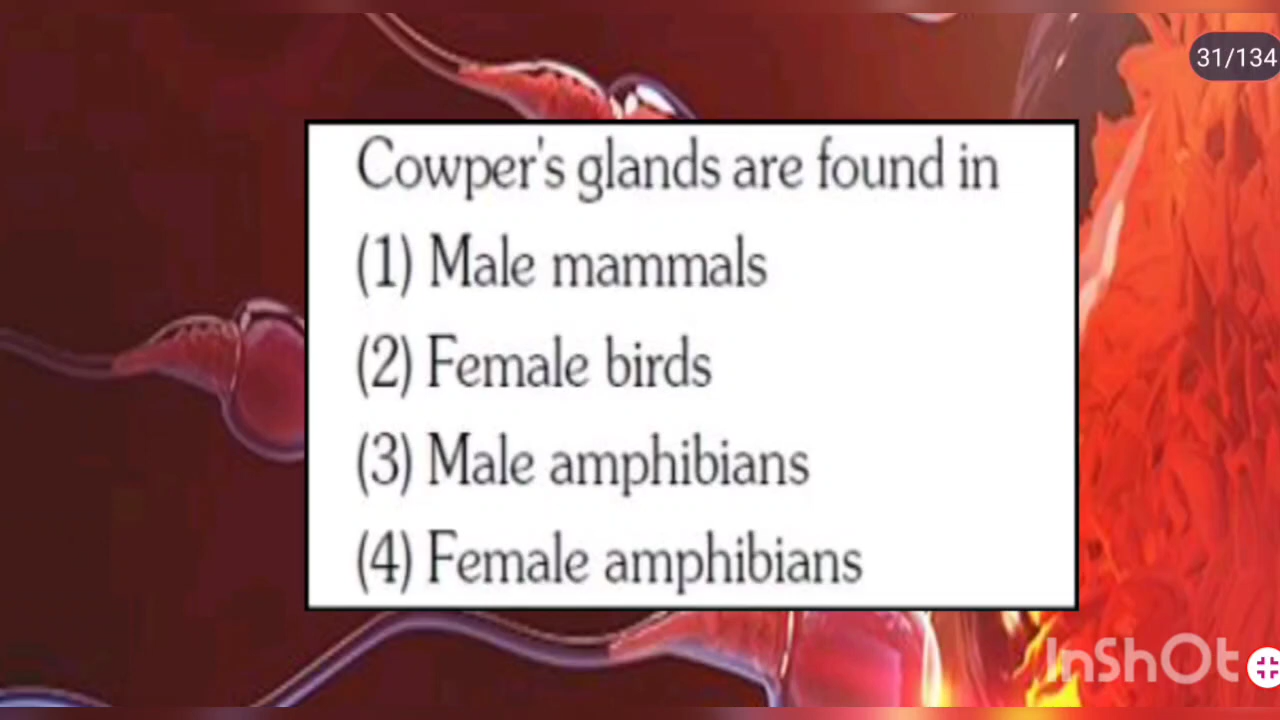 31/134
Cowper's glands are found in
(1) Male mammals
(2) Female birds
(3) Male amphibians
(4) Female amphibians
InShOt